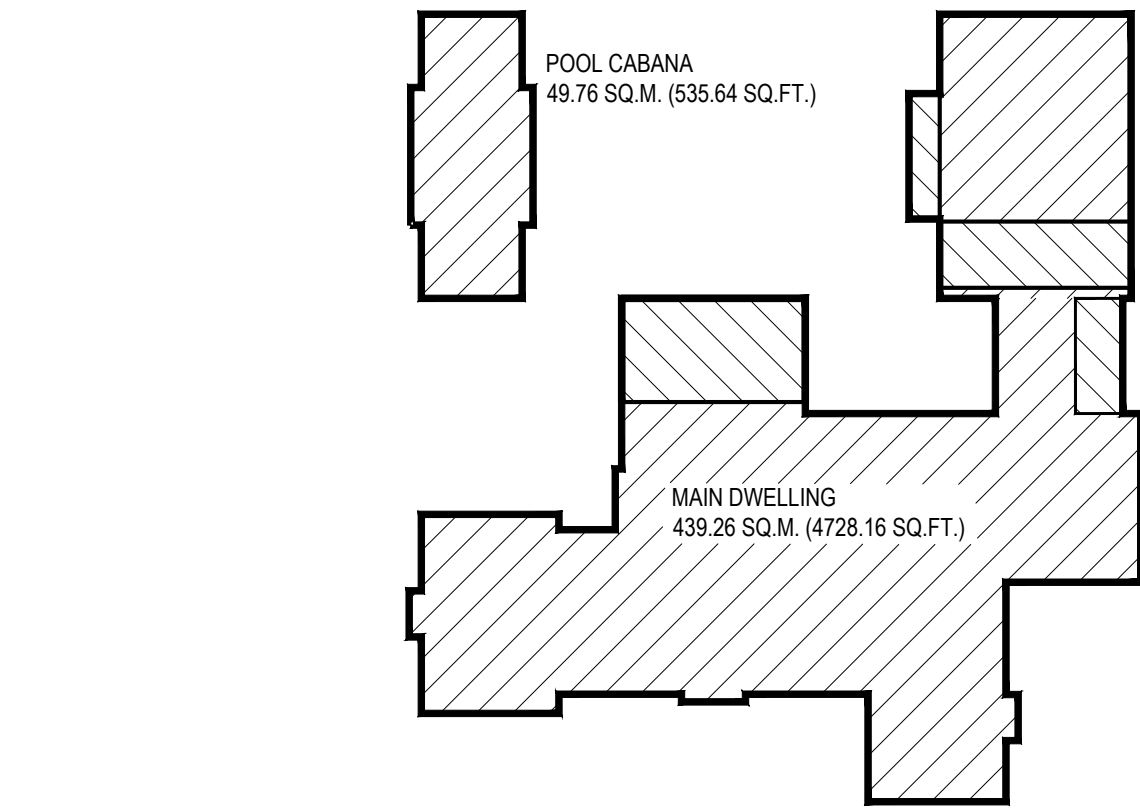 POOL CABANA
49.76 SQ.M. (535.64 SQ.FT.)
MAIN DWELLING
439.26 SQ.M. (4728.16 SQ.FT.)